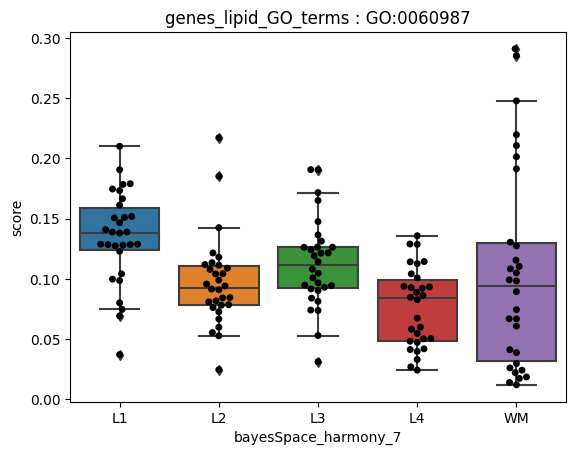 genes_lipid_GO_terms : GO:0060987
0.30
0.25
0.20
0.15
0.10
0.05
0.00
score
L1 L2 L3 L4 WM
bayesSpace_harmony_7